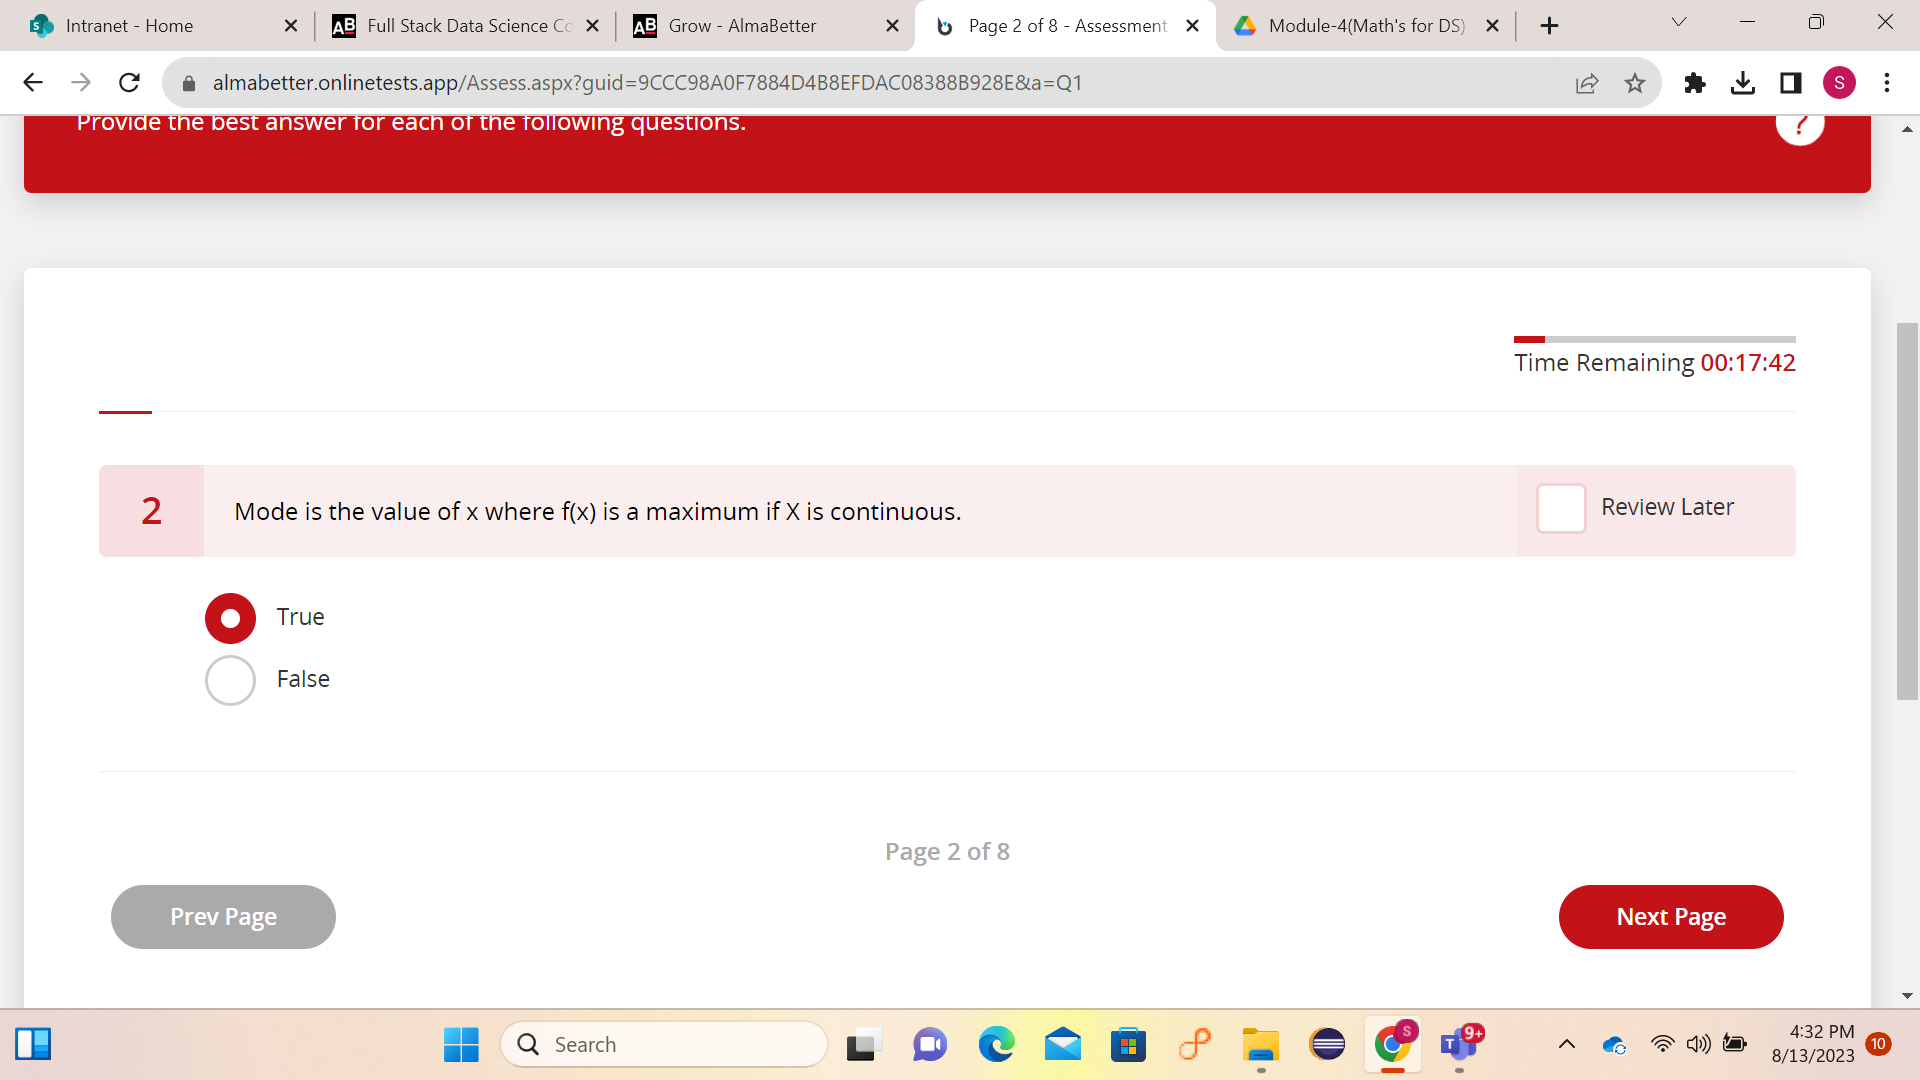 Intranet - Home
AB Full Stack Data Science Co
AB Grow - AlmaBetter
Page 2 of 8 - Assessment
Module-4(Math's for DS)
almabetter.onlinetests.app/Assess.aspx?guid=9CCC98A0F7884D4B8EFDAC08388B928E&a=Q1
S
Provide the best answer for each of the following questions.
?
Time Remaining 00:17:42
2
Mode is the value of x where f(x) is a maximum if X is continuous.
Review Later
True
False
Page 2 of 8
Prev Page
Next Page
Search
S
T
9+
4:32 PM
8/13/2023
10